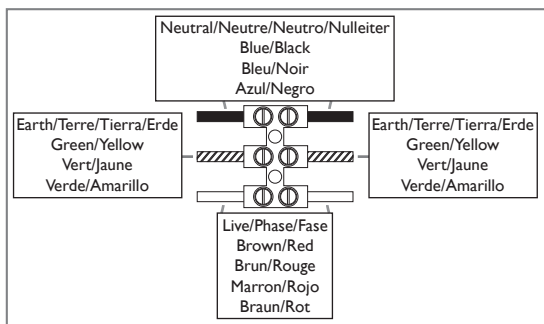 Neutral/Neutre/Neutro/Nulleiter
Blue/Black
Bleu/Noir
Azul/Negro
Earth/Terre/Tierra/Erde
Green/Yellow
Vert/Jaune
Verde/Amarillo
Earth/Terre/Tierra/Erde
Green/Yellow
Vert/Jaune
Verde/Amarillo
Live/Phase/Fase
Brown/Red
Brun/Rouge
Marron/Rojo
Braun/Rot